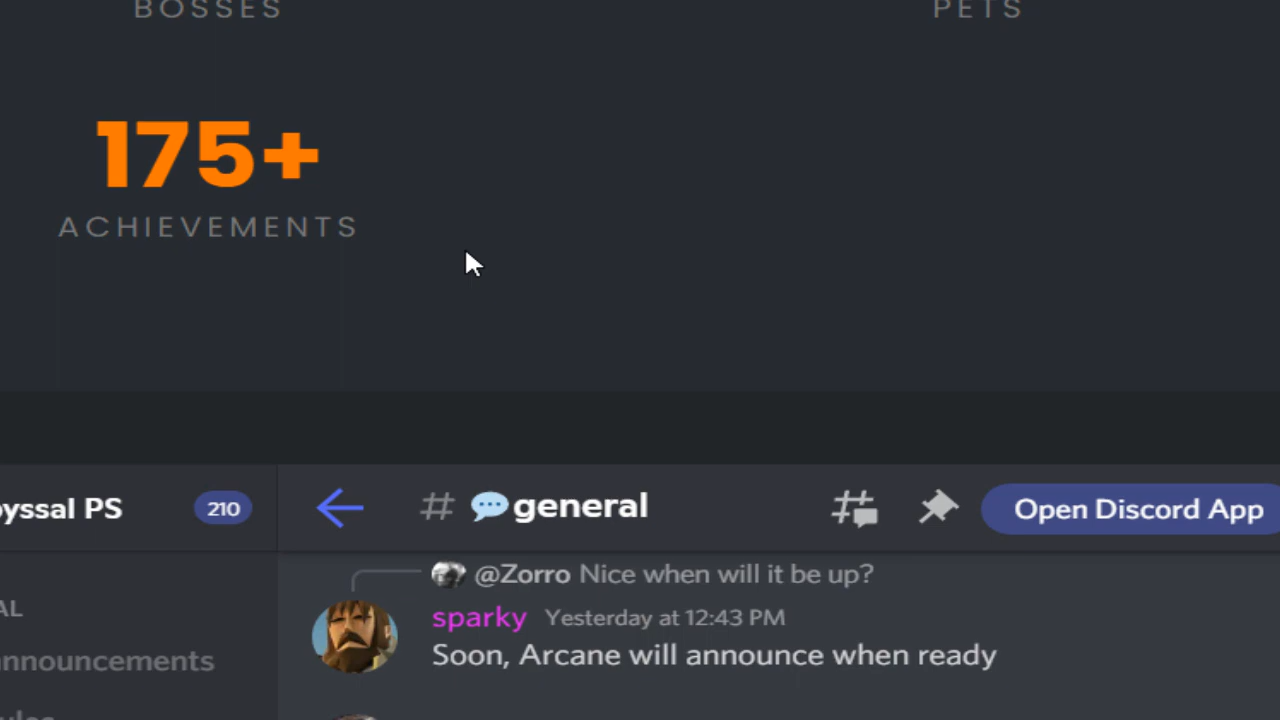 BOSSES
PETS
175+
ACHIEVEMENTS
yssal PS
210
# 💬general
Open Discord App
@Zorro Nice when will it be up?
sparky Yesterday at 12:43 PM
AL
Soon, Arcane will announce when ready
nnouncements